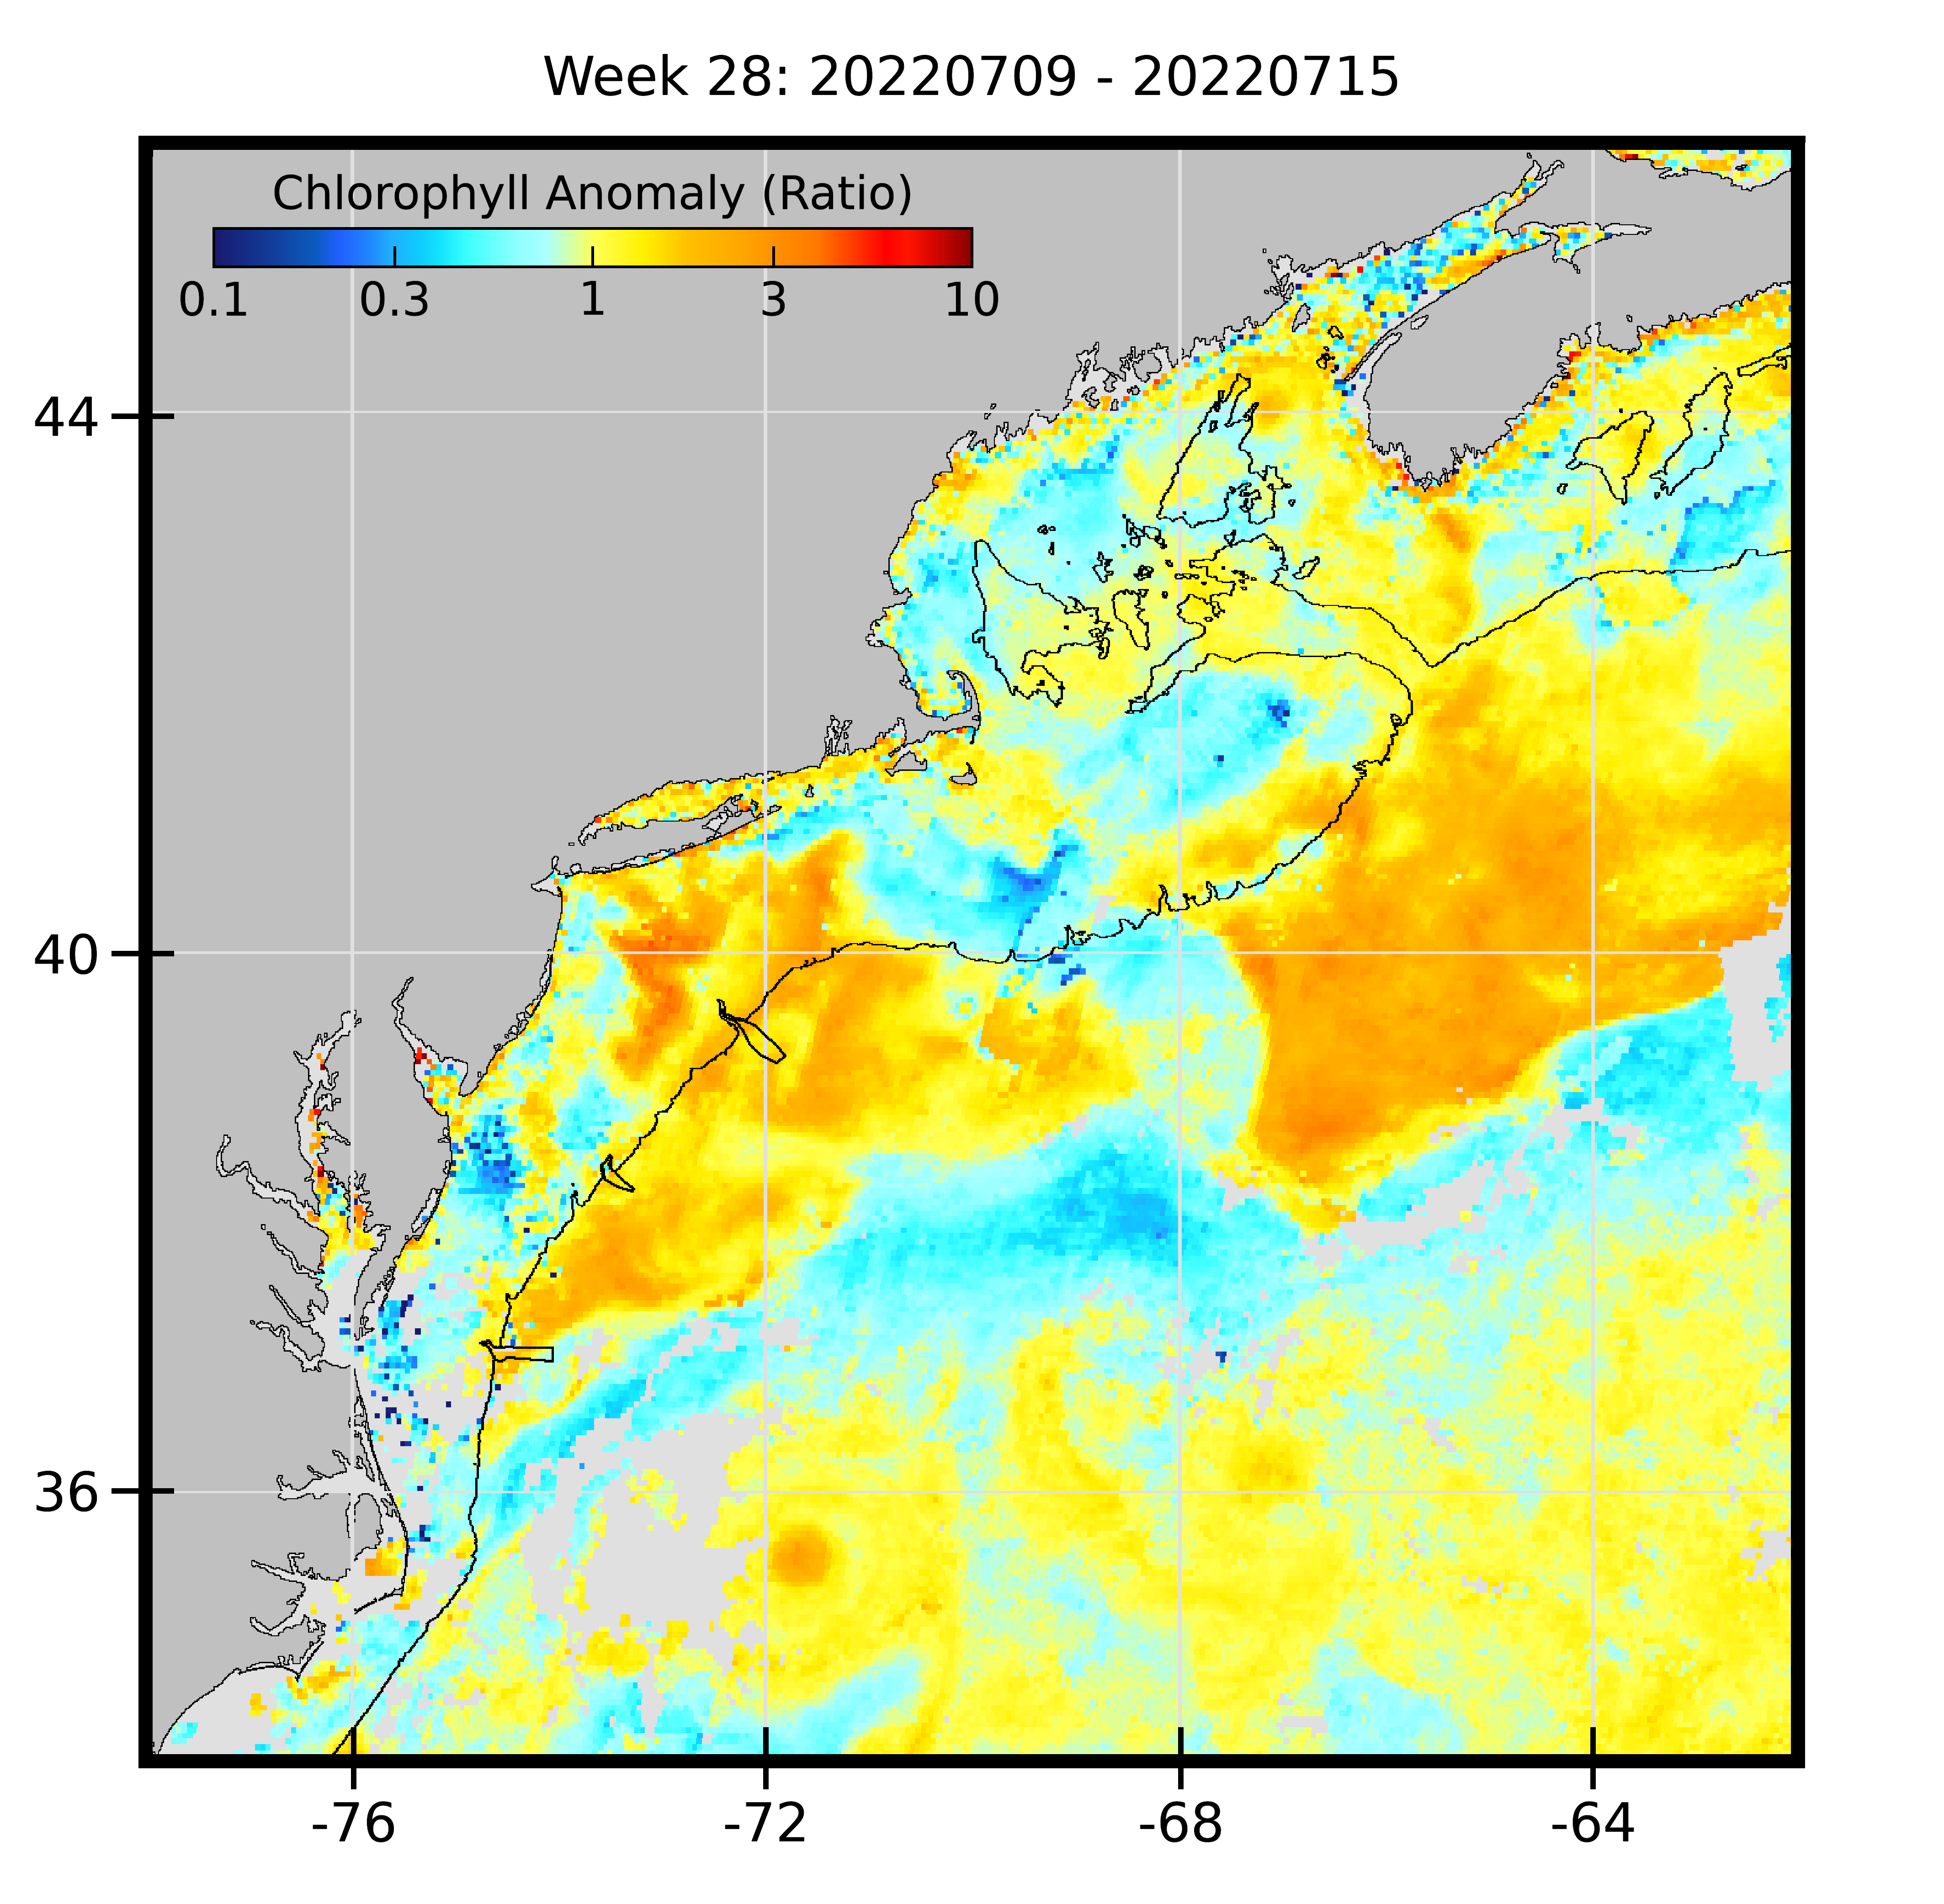 Week 28: 20220709 - 20220715
Chlorophyll Anomaly (Ratio)
0.1 0.3 1 3 10
44
40
36
-76 -72 -68 -64